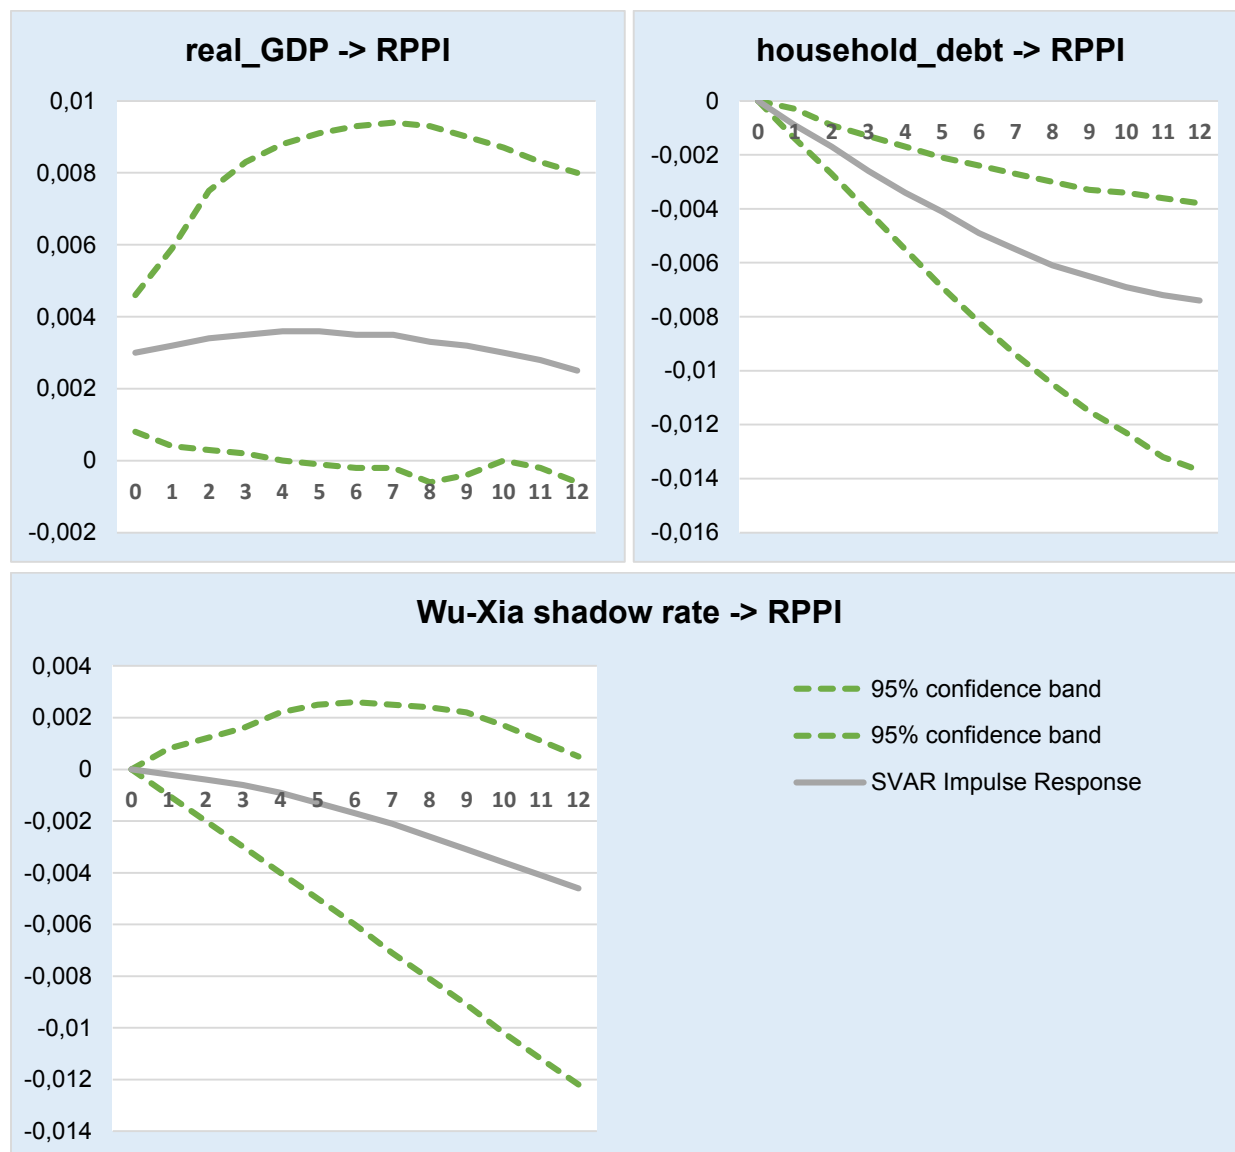 real_GDP -> RPPI
0,01
0,008
0,006
0,004
0,002
0
-0,002
0 1 2 3 4 5 6 7 8 9 10 11 12
household_debt -> RPPI
0
-0,002
-0,004
-0,006
-0,008
-0,01
-0,012
-0,014
-0,016
0 1 2 3 4 5 6 7 8 9 10 11 12
Wu-Xia shadow rate -> RPPI
0,004
0,002
0
-0,002
-0,004
-0,006
-0,008
-0,01
-0,012
-0,014
0 1 2 3 4 5 6 7 8 9 10 11 12
95% confidence band
95% confidence band
SVAR Impulse Response